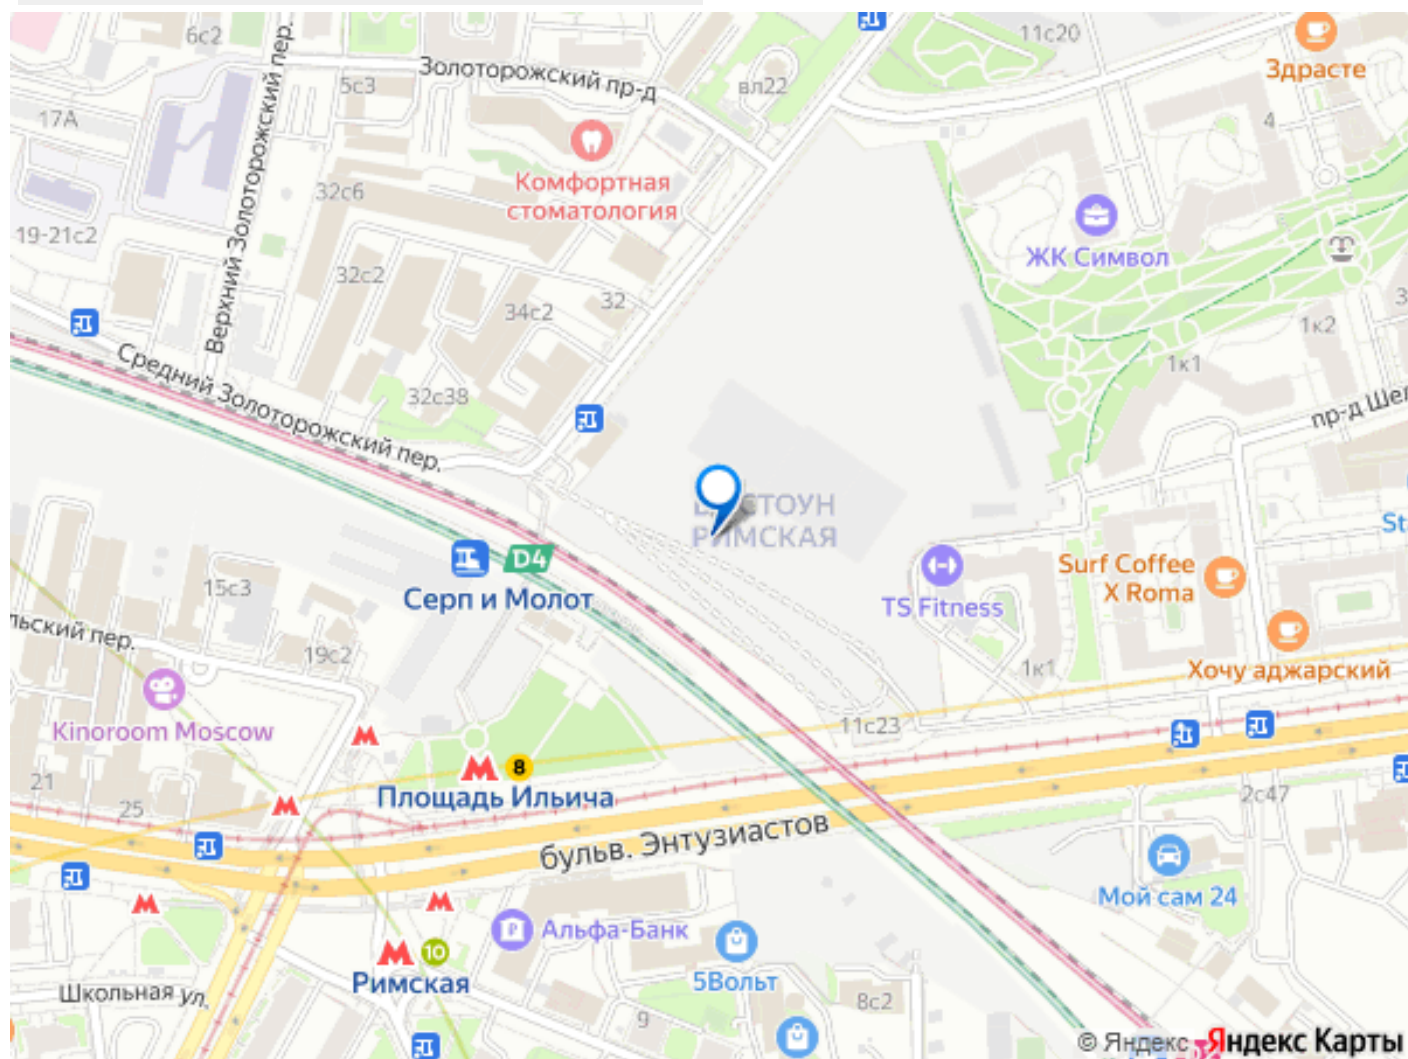 6с2
11с20
Здрасте
5с3
Золоторожский пр-д
вл22
17А
4
Верхний Золоторожский пер.
Комфортная
стоматология
32с6
19-21с2
ЖК Символ
32с2
34с2
32
1к2
3
1к1
Средний Золоторожский пер.
32с38
пр-д Шел
СТОУН
РИМСКАЯ
St
D4
Серп и Молот
TS Fitness
Surf Coffee
X Roma
15с3
льский пер.
19с2
1к1
Хочу аджарский
Kinoroom Moscow
11с23
8
Площадь Ильича
21
25
2с47
бульв. Энтузиастов
Мой сам 24
Альфа-Банк
10
Римская
5Вольт
Школьная ул.
9
8с2
© Яндекс
Яндекс Карты